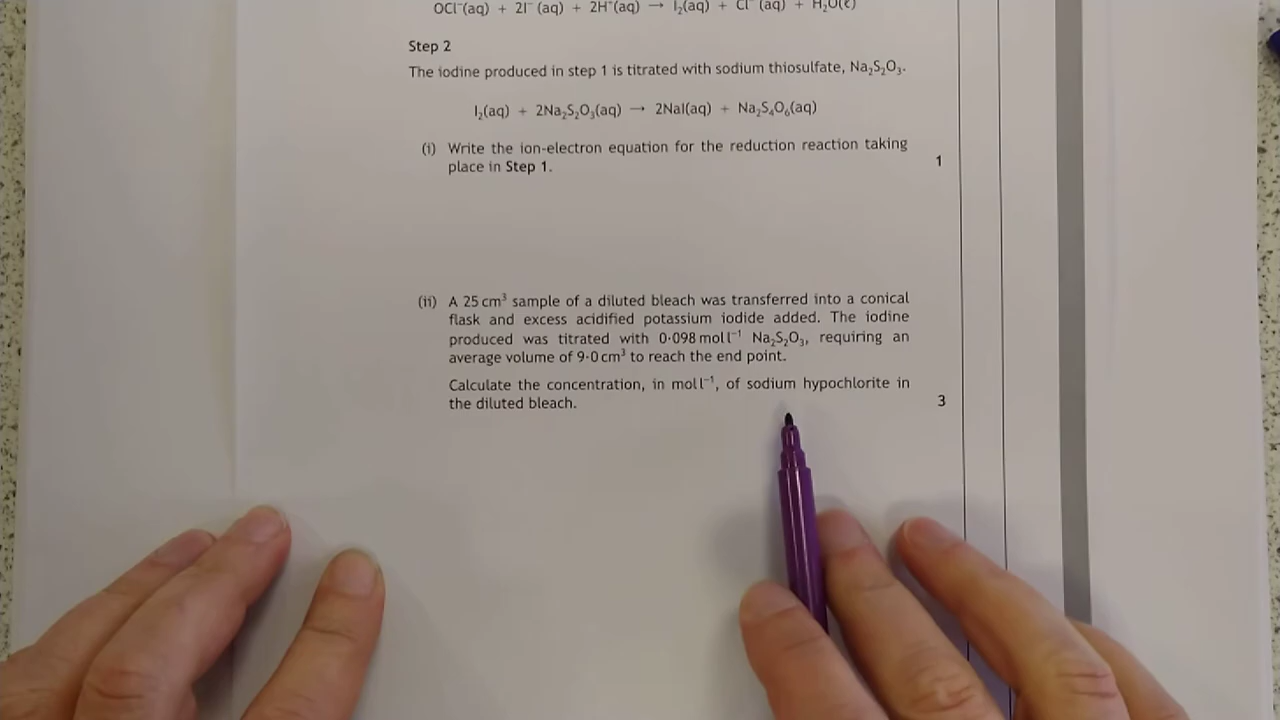 OCl⁻(aq) + 2I⁻(aq) + 2H⁺(aq) → I₂(aq) + Cl⁻(aq) + H₂O(ℓ)
Step 2
The iodine produced in step 1 is titrated with sodium thiosulfate, Na₂S₂O₃.
I₂(aq) + 2Na₂S₂O₃(aq) → 2NaI(aq) + Na₂S₄O₆(aq)
(i) Write the ion-electron equation for the reduction reaction taking
place in Step 1.
1
(ii) A 25 cm³ sample of a diluted bleach was transferred into a conical
flask and excess acidified potassium iodide added. The iodine
produced was titrated with 0·098 mol l⁻¹ Na₂S₂O₃, requiring an
average volume of 9·0 cm³ to reach the end point.
Calculate the concentration, in mol l⁻¹, of sodium hypochlorite in
the diluted bleach.
3